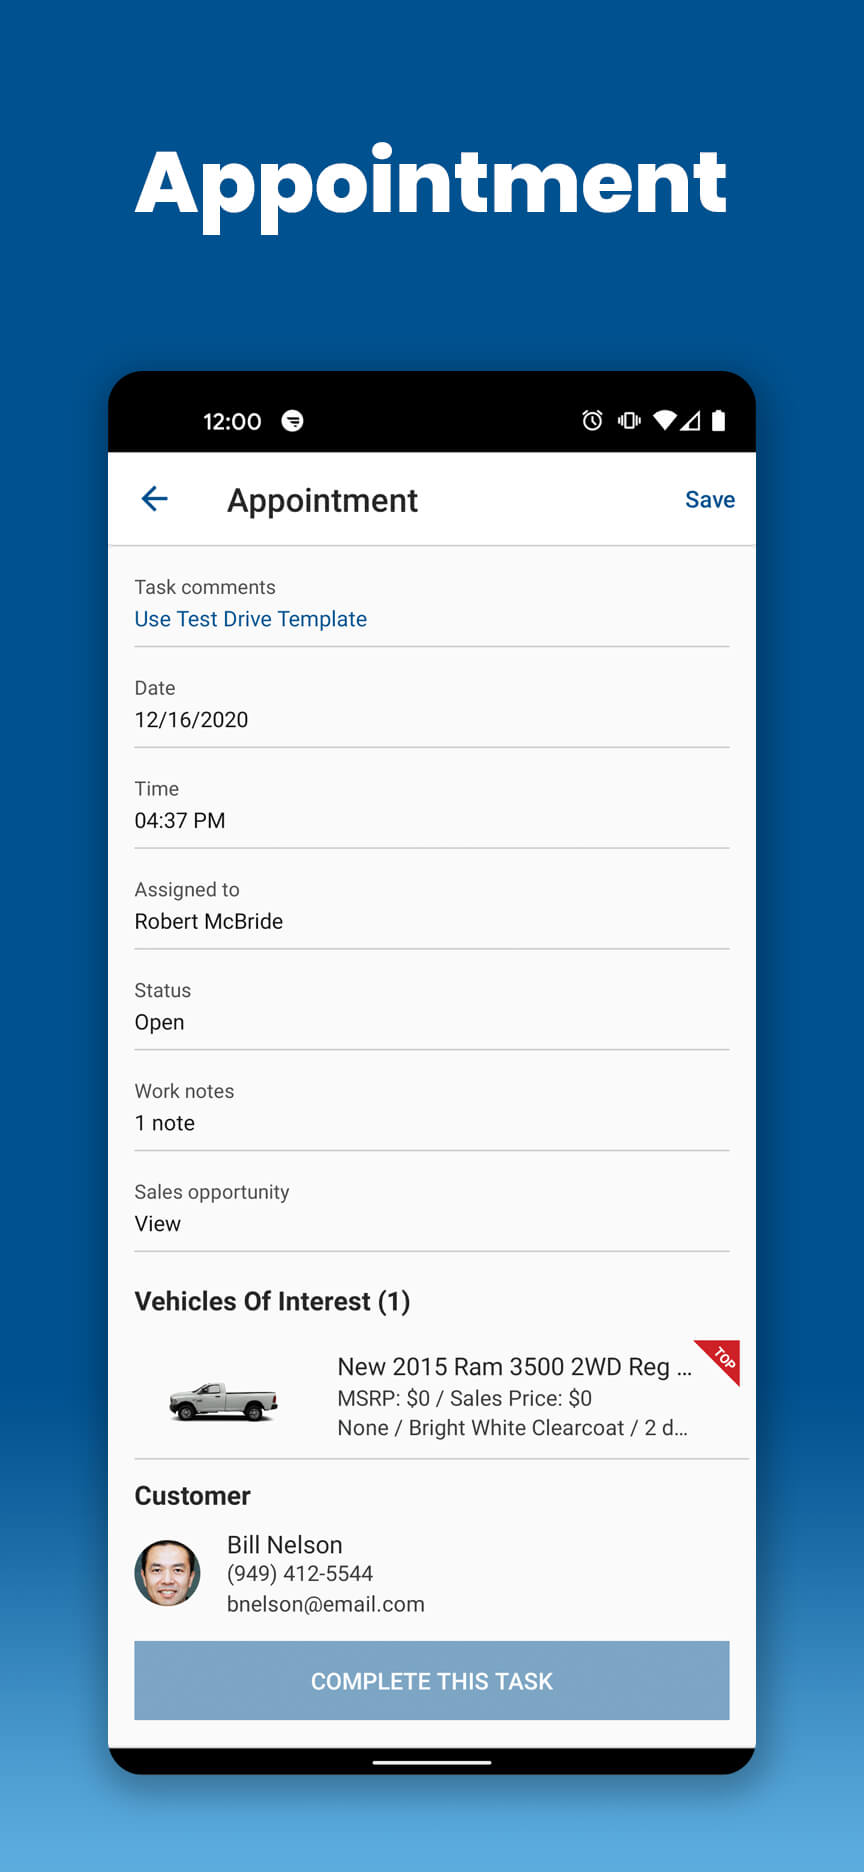 Appointment
12:00
Appointment
Save
Task comments
Use Test Drive Template
Date
12/16/2020
Time
04:37 PM
Assigned to
Robert McBride
Status
Open
Work notes
1 note
Sales opportunity
View
Vehicles Of Interest (1)
New 2015 Ram 3500 2WD Reg ...
TOP
MSRP: $0 / Sales Price: $0
None / Bright White Clearcoat / 2 d...
Customer
Bill Nelson
(949) 412-5544
bnelson@email.com
COMPLETE THIS TASK